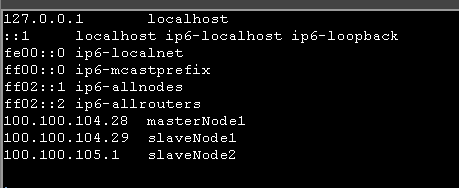 127.0.0.1 localhost
::1 localhost ip6-localhost ip6-loopback
fe00::0 ip6-localnet
ff00::0 ip6-mcastprefix
ff02::1 ip6-allnodes
ff02::2 ip6-allrouters
100.100.104.28 masterNode1
100.100.104.29 slaveNode1
100.100.105.1 slaveNode2